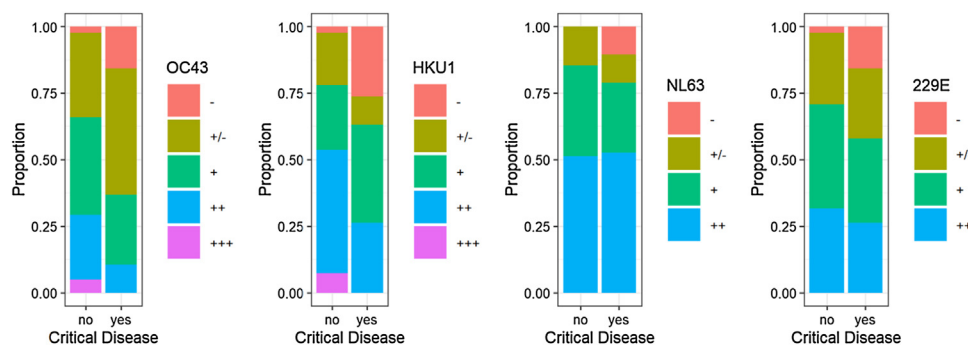 1.00
0.75
0.50
0.25
0.00
Proportion
no yes
Critical Disease
OC43
-
+/-
+
++
+++
1.00
0.75
0.50
0.25
0.00
Proportion
no yes
Critical Disease
HKU1
-
+/-
+
++
+++
1.00
0.75
0.50
0.25
0.00
Proportion
no yes
Critical Disease
NL63
-
+/-
+
++
1.00
0.75
0.50
0.25
0.00
Proportion
no yes
Critical Disease
229E
-
+/
+
++